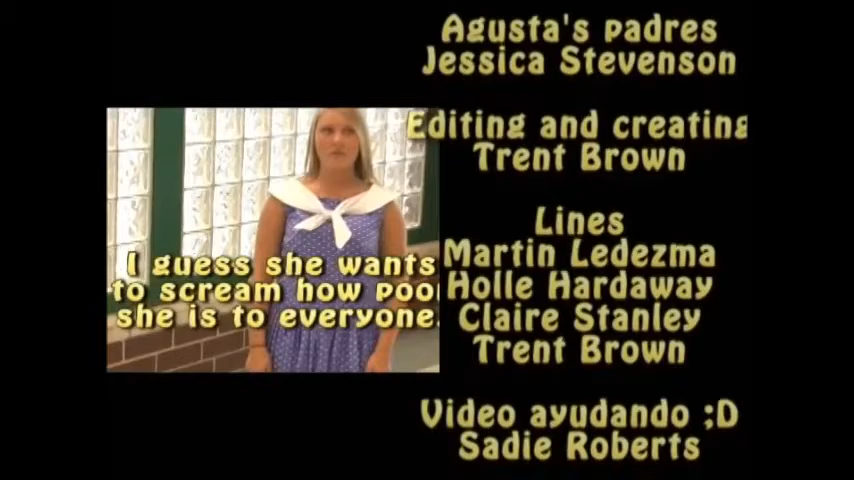 Agusta's padres
Jessica Stevenson
Editing and creating
Trent Brown
Lines
Martin Ledezma
Holle Hardaway
Claire Stanley
Trent Brown
Video ayudando ;D
Sadie Roberts
I guess she wants
to scream how poor
she is to everyone.